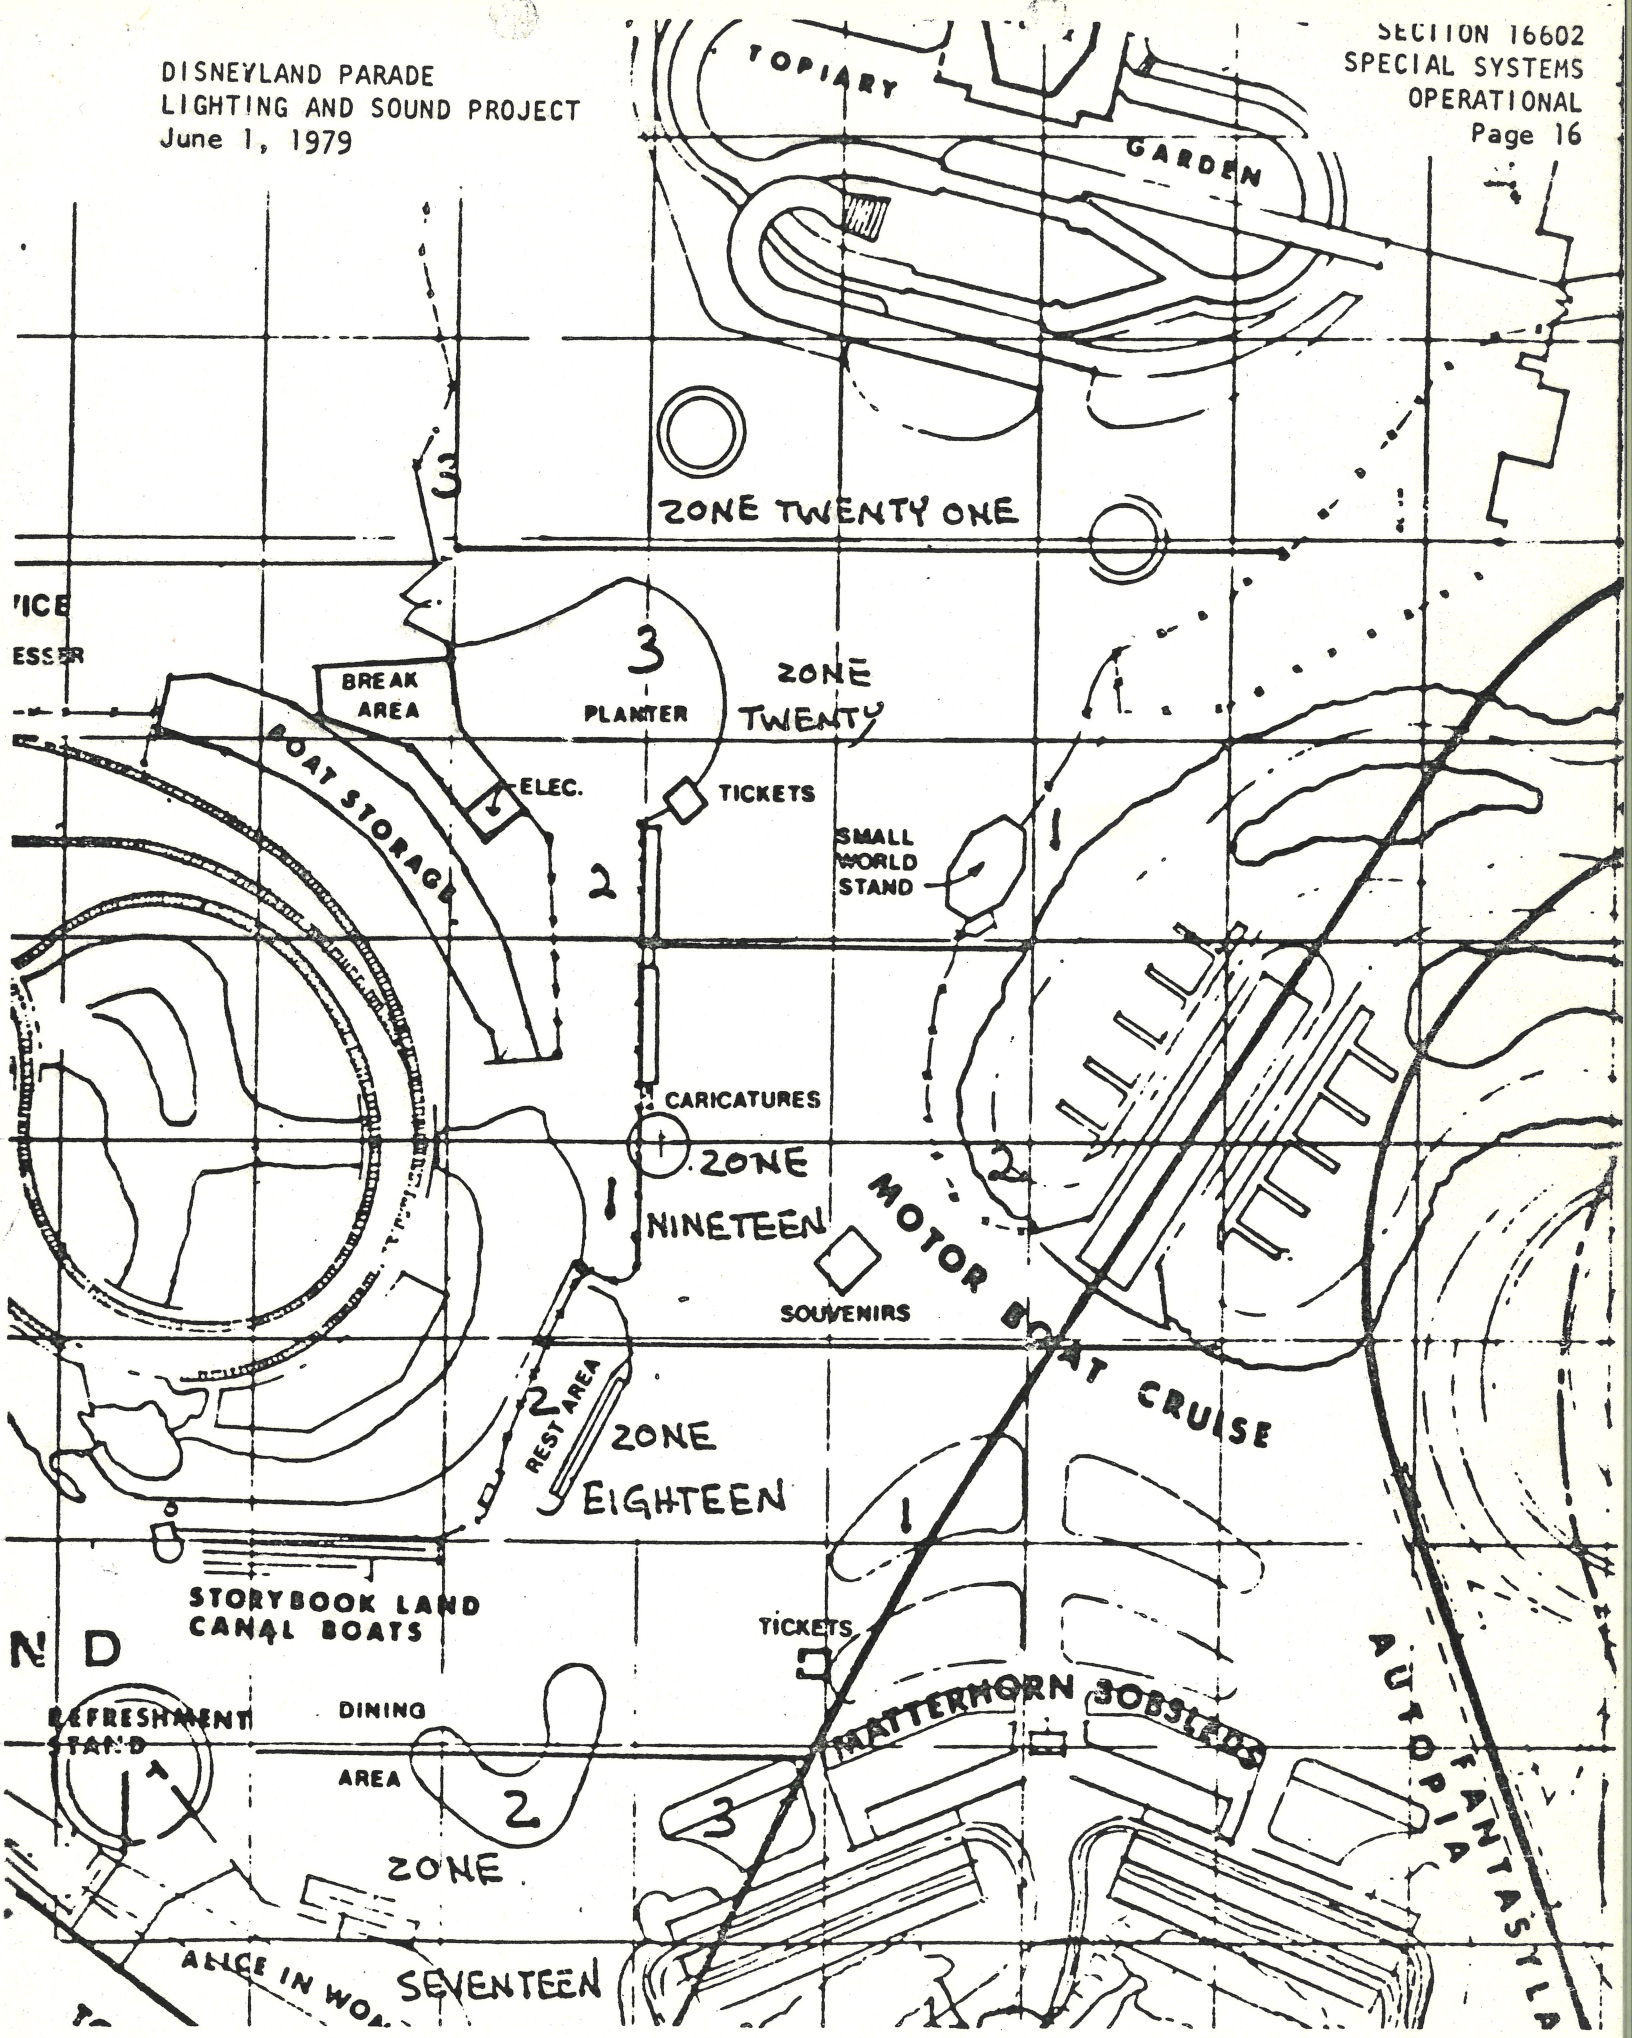 DISNEYLAND PARADE
LIGHTING AND SOUND PROJECT
June 1, 1979
SECTION 16602
SPECIAL SYSTEMS
OPERATIONAL
Page 16
TOPIARY
GARDEN
3
ZONE TWENTY ONE
BREAK
AREA
3
PLANTER
ZONE
TWENTY
BOAT STORAGE
ELEC.
TICKETS
2
SMALL
WORLD
STAND
1
CARICATURES
ZONE
NINETEEN
1
2
SOUVENIRS
MOTOR BOAT CRUISE
2
REST AREA
ZONE
EIGHTEEN
1
STORYBOOK LAND
CANAL BOATS
TICKETS
N D
REFRESHMENT
STAND
DINING
AREA
2
3
MATTERHORN BOBSLEDS
AUTOPIA
FANTASYLA
ZONE
SEVENTEEN
ALICE IN WON
1